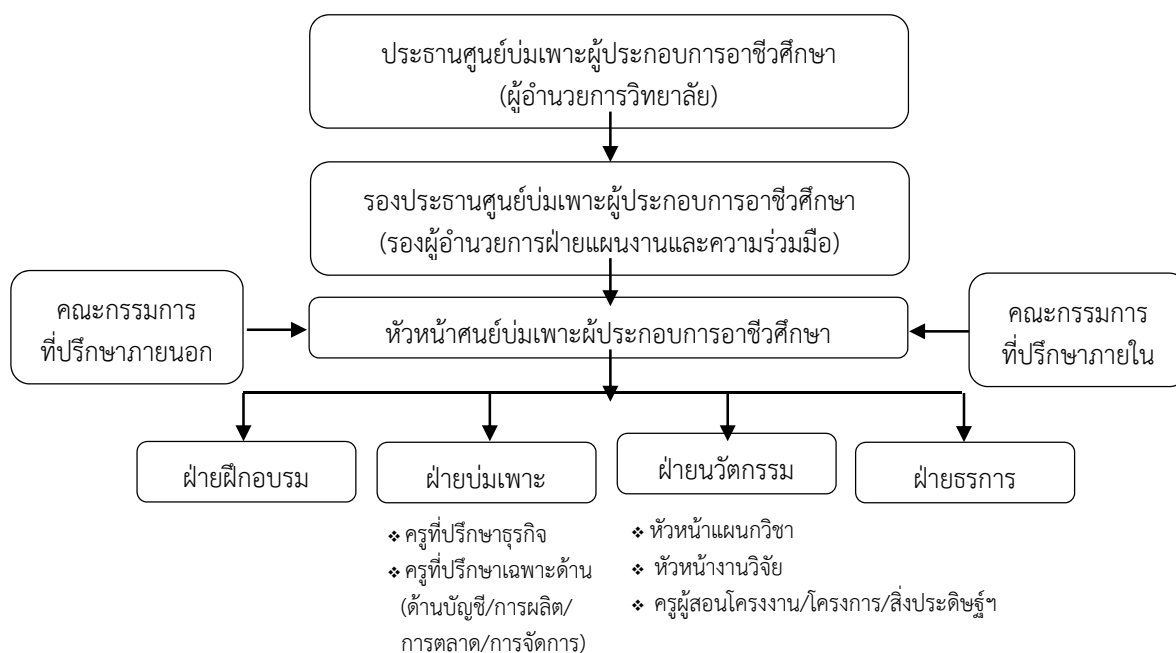 ประธานศูนย์บ่มเพาะผู้ประกอบการอาชีวศึกษา
(ผู้อำนวยการวิทยาลัย)
รองประธานศูนย์บ่มเพาะผู้ประกอบการอาชีวศึกษา
(รองผู้อำนวยการฝ่ายแผนงานและความร่วมมือ)
คณะกรรมการ
ที่ปรึกษาภายนอก
หัวหน้าศนย์บ่มเพาะผ้ประกอบการอาชีวศึกษา
คณะกรรมการ
ที่ปรึกษาภายใน
ฝ่ายฝึกอบรม
ฝ่ายบ่มเพาะ
ฝ่ายนวัตกรรม
ฝ่ายธรการ
❖ ครูที่ปรึกษาธุรกิจ
❖ ครูที่ปรึกษาเฉพาะด้าน
(ด้านบัญชี/การผลิต/
การตลาด/การจัดการ)
❖ หัวหน้าแผนกวิชา
❖ หัวหน้างานวิจัย
❖ ครูผู้สอนโครงงาน/โครงการ/สิ่งประดิษฐ์ฯ